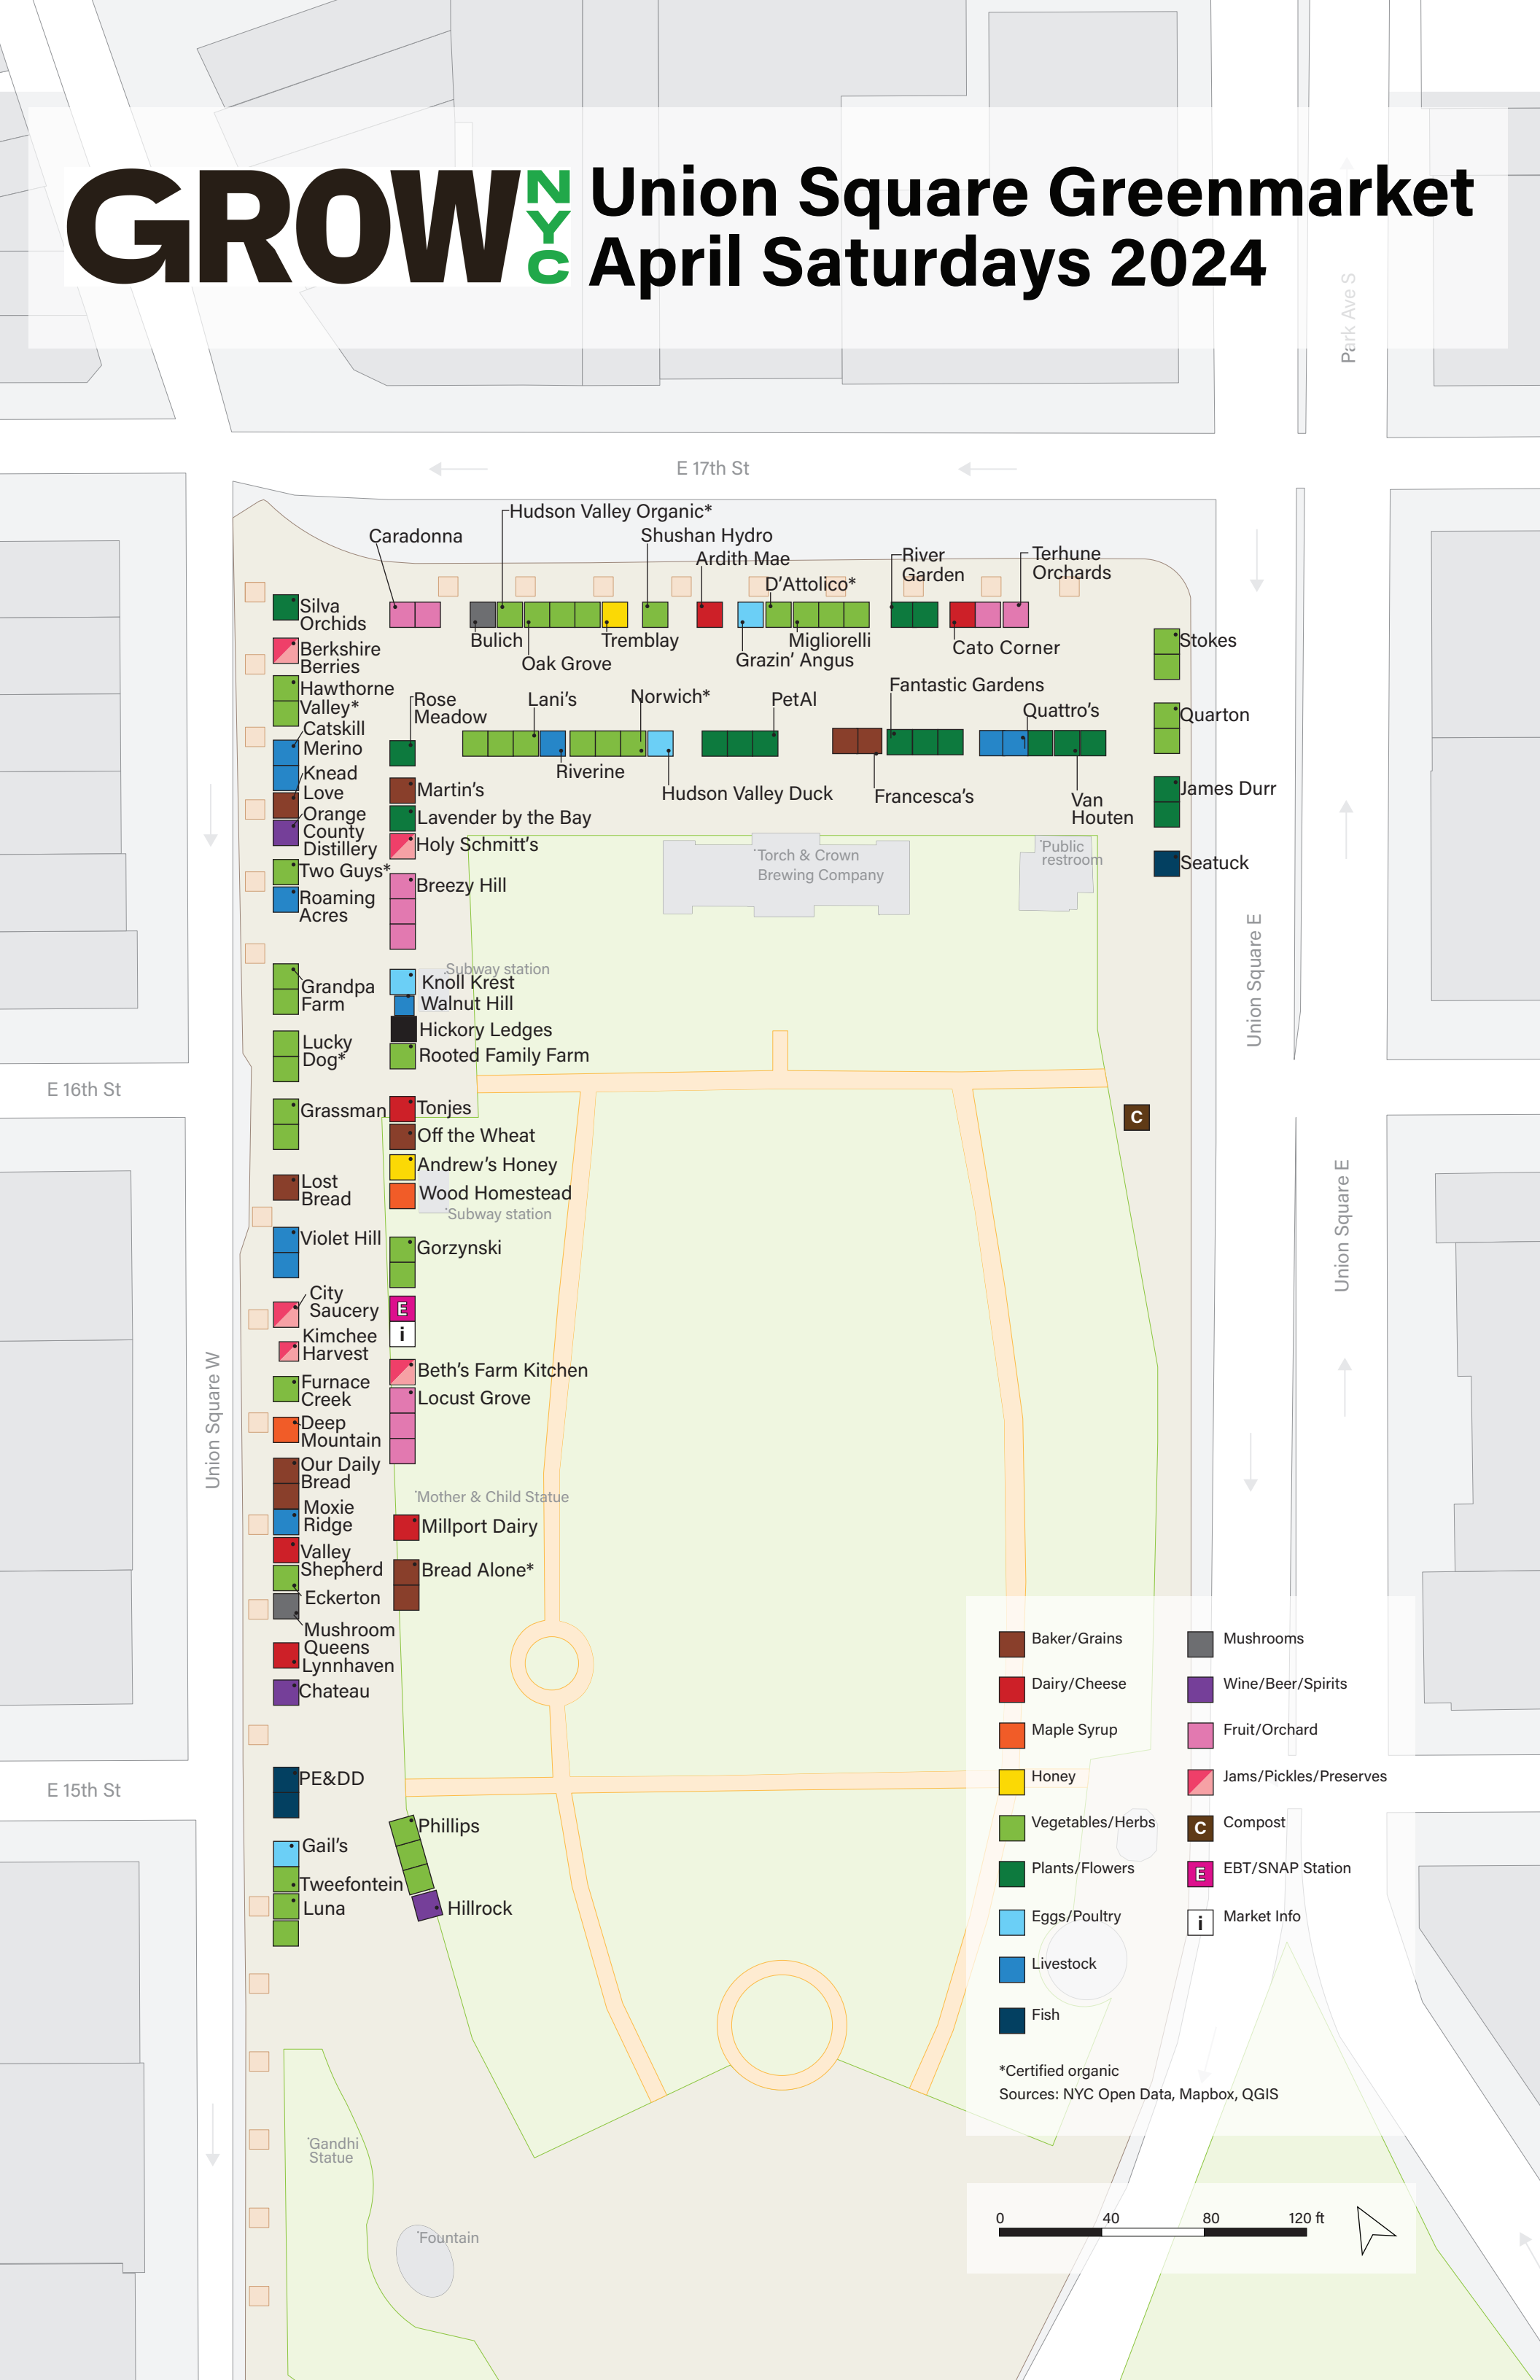 GROW
NYC
Union Square Greenmarket
April Saturdays 2024
Park Ave S
E 17th St
Hudson Valley Organic*
Caradonna
Shushan Hydro
Ardith Mae
D'Attolico*
River
Garden
Terhune
Orchards
Bulich
Oak Grove
Tremblay
Grazin' Angus
Migliorelli
Cato Corner
Silva
Orchids
Berkshire
Berries
Hawthorne
Valley*
Catskill
Merino
Knead
Love
Orange
County
Distillery
Two Guys*
Roaming
Acres
Grandpa
Farm
Lucky
Dog*
Grassman
Lost
Bread
Violet Hill
City
Saucery
Kimchee
Harvest
Furnace
Creek
Deep
Mountain
Our Daily
Bread
Moxie
Ridge
Valley
Shepherd
Eckerton
Mushroom
Queens
Lynnhaven
Chateau
PE&DD
Gail's
Tweefontein
Luna
Rose
Meadow
Lani's
Norwich*
PetAl
Fantastic Gardens
Quattro's
Riverine
Hudson Valley Duck
Francesca's
Van
Houten
Stokes
Quarton
James Durr
Seatuck
Martin's
Lavender by the Bay
Holy Schmitt's
Breezy Hill
Torch & Crown
Brewing Company
Public
restroom
Subway station
Knoll Krest
Walnut Hill
Hickory Ledges
Rooted Family Farm
Tonjes
Off the Wheat
Andrew's Honey
Wood Homestead
Subway station
Gorzynski
E
i
Beth's Farm Kitchen
Locust Grove
Mother & Child Statue
Millport Dairy
Bread Alone*
Phillips
Hillrock
C
E 16th St
E 15th St
Union Square W
Union Square E
Union Square E
Gandhi
Statue
Fountain
Baker/Grains
Dairy/Cheese
Maple Syrup
Honey
Vegetables/Herbs
Plants/Flowers
Eggs/Poultry
Livestock
Fish
Mushrooms
Wine/Beer/Spirits
Fruit/Orchard
Jams/Pickles/Preserves
C Compost
E EBT/SNAP Station
i Market Info
*Certified organic
Sources: NYC Open Data, Mapbox, QGIS
0 40 80 120 ft